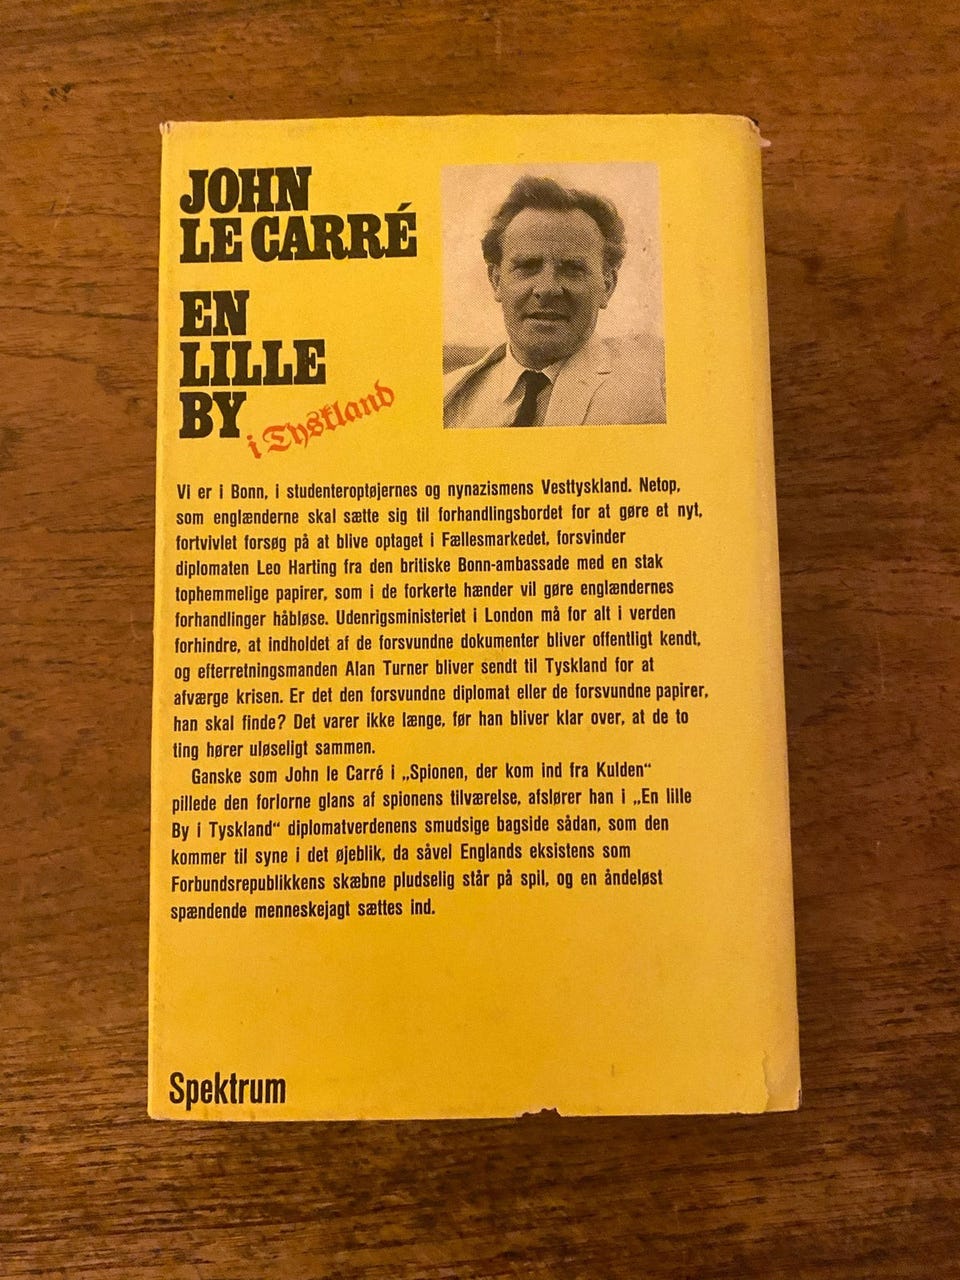 JOHN
LE CARRÉ
EN
LILLE
BY
i Tyskland
Vi er i Bonn, i studenteroptøjernes og nynazismens Vesttyskland. Netop,
som englænderne skal sætte sig til forhandlingsbordet for at gøre et nyt,
fortvivlet forsøg på at blive optaget i Fællesmarkedet, forsvinder
diplomaten Leo Harting fra den britiske Bonn-ambassade med en stak
tophemmelige papirer, som i de forkerte hænder vil gøre englændernes
forhandlinger håbløse. Udenrigsministeriet i London må for alt i verden
forhindre, at indholdet af de forsvundne dokumenter bliver offentligt kendt,
og efterretningsmanden Alan Turner bliver sendt til Tyskland for at
afværge krisen. Er det den forsvundne diplomat eller de forsvundne papirer,
han skal finde? Det varer ikke længe, før han bliver klar over, at de to
ting hører uløseligt sammen.
Ganske som John le Carré i „Spionen, der kom ind fra Kulden“
pillede den forlorne glans af spionens tilværelse, afslører han i „En lille
By i Tyskland“ diplomatverdenens smudsige bagside sådan, som den
kommer til syne i det øjeblik, da såvel Englands eksistens som
Forbundsrepublikkens skæbne pludselig står på spil, og en åndeløst
spændende menneskejagt sættes ind.
Spektrum